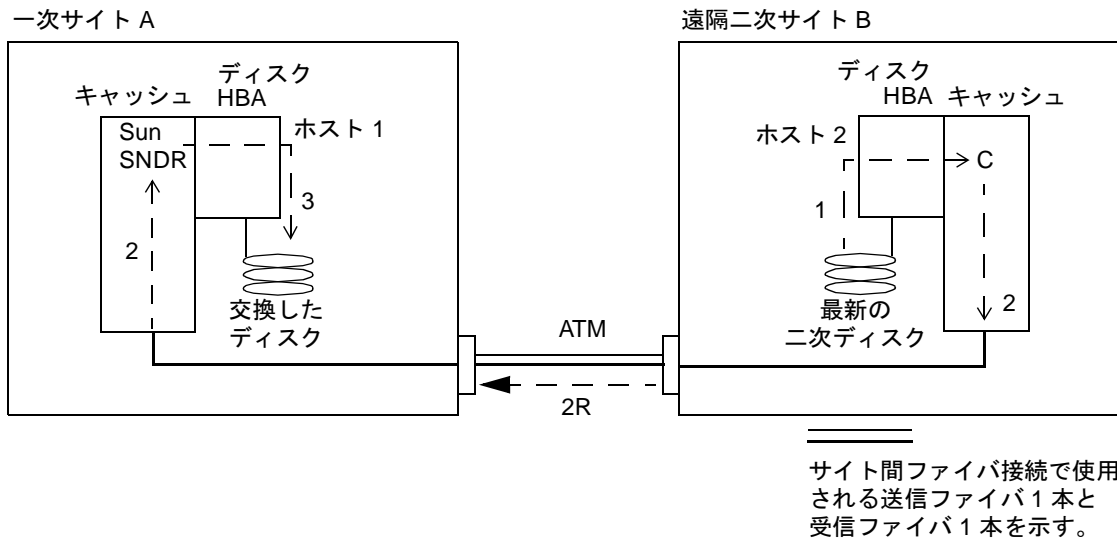 一次サイト A
遠隔二次サイト B
ディスク
HBA
キャッシュ
Sun
SNDR
ホスト 1
3
2
交換した
ディスク
ATM
2R
ディスク
HBA
キャッシュ
ホスト 2
C
1
2
最新の
二次ディスク
サイト間ファイバ接続で使用
される送信ファイバ 1 本と
受信ファイバ 1 本を示す。